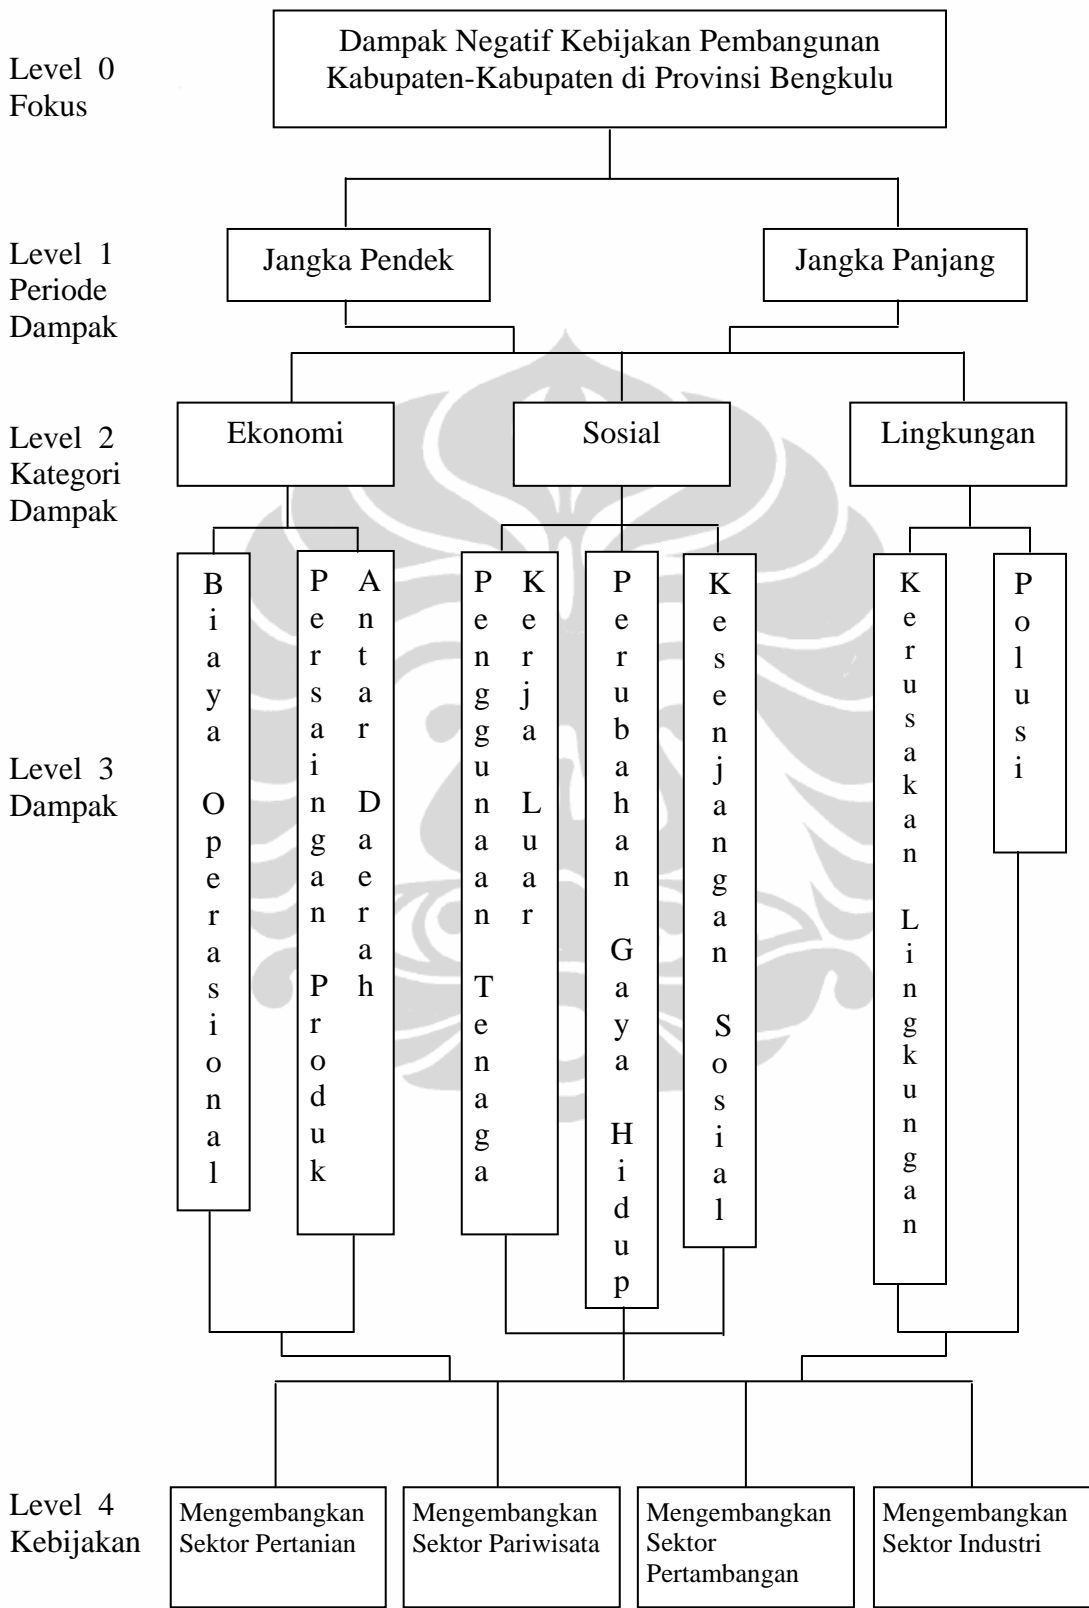 Level 0
Fokus
Dampak Negatif Kebijakan Pembangunan
Kabupaten-Kabupaten di Provinsi Bengkulu
Level 1
Periode
Dampak
Jangka Pendek
Jangka Panjang
Level 2
Kategori
Dampak
Ekonomi
Sosial
Lingkungan
Level 3
Dampak
Biaya Operasional
Persaingan Produk
Antar Daerah
Penggunaan Tenaga
Kerja Luar
Perubahan Gaya Hidup
Kesenjangan Sosial
Kerusakan Lingkungan
Polusi
Level 4
Kebijakan
Mengembangkan
Sektor Pertanian
Mengembangkan
Sektor Pariwisata
Mengembangkan
Sektor
Pertambangan
Mengembangkan
Sektor Industri